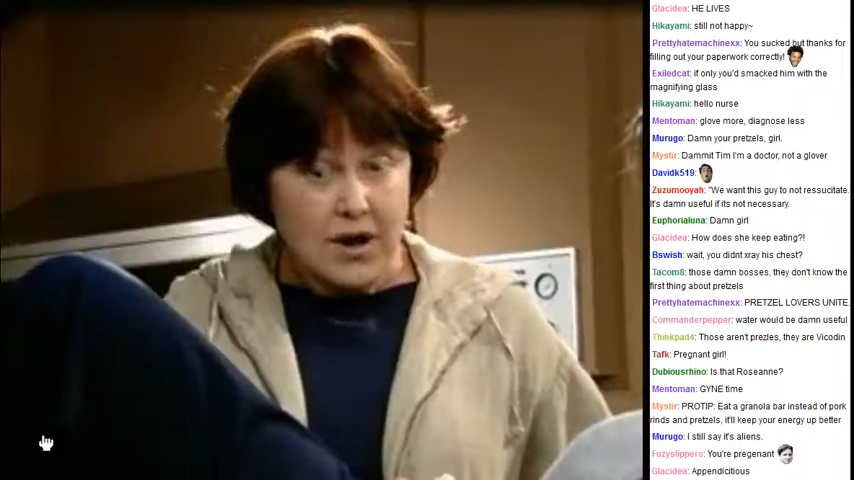 Glacidea: HE LIVES
Hikayami: still not happy~
Prettyhatemachinexx: You sucked but thanks for
filling out your paperwork correctly!
Exiledcat: if only you'd smacked him with the
magnifying glass
Hikayami: hello nurse
Mentoman: glove more, diagnose less
Murugo: Damn your pretzels, girl.
Mystir: Dammit Tim I'm a doctor, not a glover
Davidk519:
Zuzumooyah: "We want this guy to not ressucitate.
It's damn useful if its not necessary.
Euphorialuna: Damn girl
Glacidea: How does she keep eating?!
Bswish: wait, you didnt xray his chest?
Tacom8: those damn bosses, they don't know the
first thing about pretzels
Prettyhatemachinexx: PRETZEL LOVERS UNITE.
Commanderpepper: water would be damn useful
Thinkpad4: Those aren't prezles, they are Vicodin
Tafk: Pregnant girl!
Dubiousrhino: Is that Roseanne?
Mentoman: GYNE time
Mystir: PROTIP: Eat a granola bar instead of pork
rinds and pretzels, it'll keep your energy up better
Murugo: I still say it's aliens.
Fuzyslippers: You're pregenant
Glacidea: Appendicitious